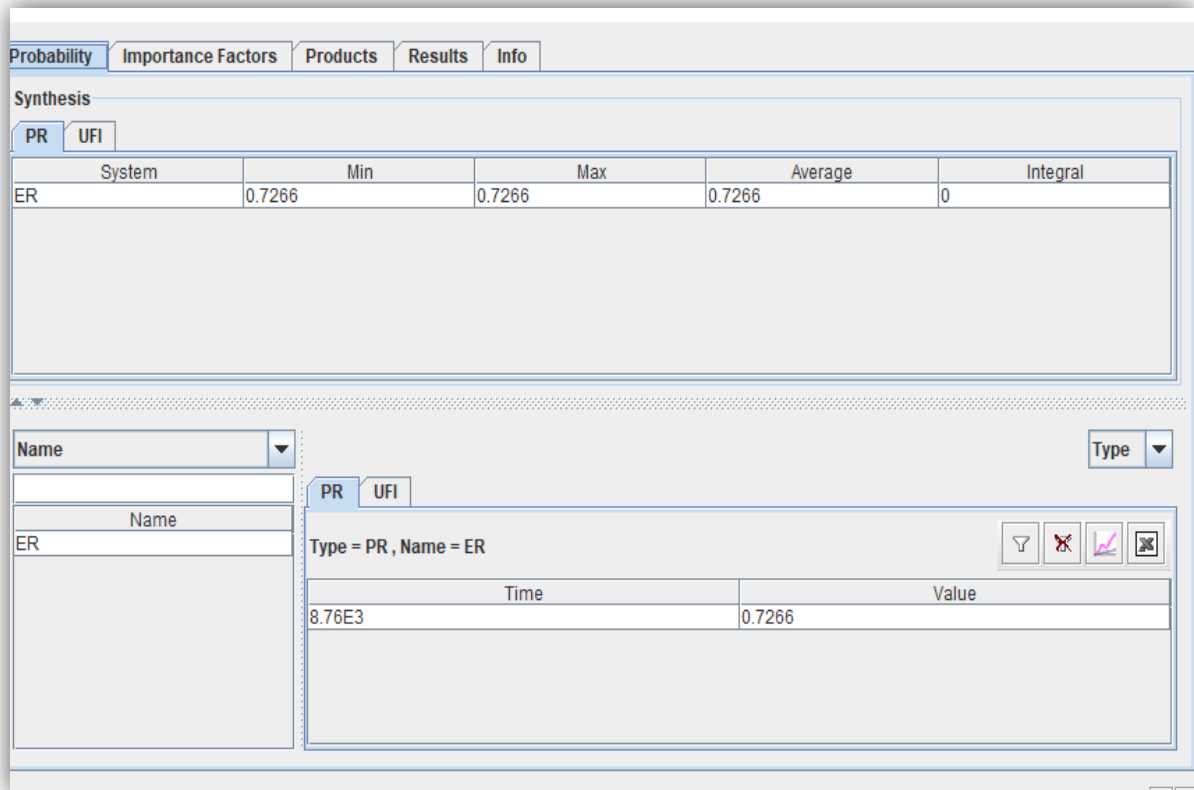 Probability Importance Factors Products Results Info
Synthesis
PR UFI
System Min Max Average Integral
ER 0.7266 0.7266 0.7266 0
Name Type
PR UFI
Name
ER
Type = PR , Name = ER
Time Value
8.76E3 0.7266